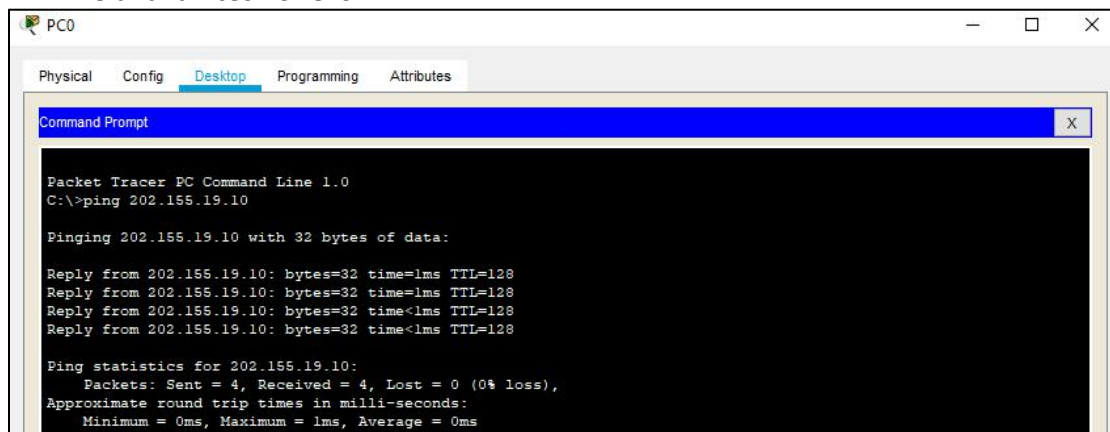 PC0
Physical Config Desktop Programming Attributes
Command Prompt X
Packet Tracer PC Command Line 1.0
C:\>ping 202.155.19.10
Pinging 202.155.19.10 with 32 bytes of data:
Reply from 202.155.19.10: bytes=32 time=1ms TTL=128
Reply from 202.155.19.10: bytes=32 time=1ms TTL=128
Reply from 202.155.19.10: bytes=32 time<1ms TTL=128
Reply from 202.155.19.10: bytes=32 time<1ms TTL=128
Ping statistics for 202.155.19.10:
Packets: Sent = 4, Received = 4, Lost = 0 (0% loss),
Approximate round trip times in milli-seconds:
Minimum = 0ms, Maximum = 1ms, Average = 0ms